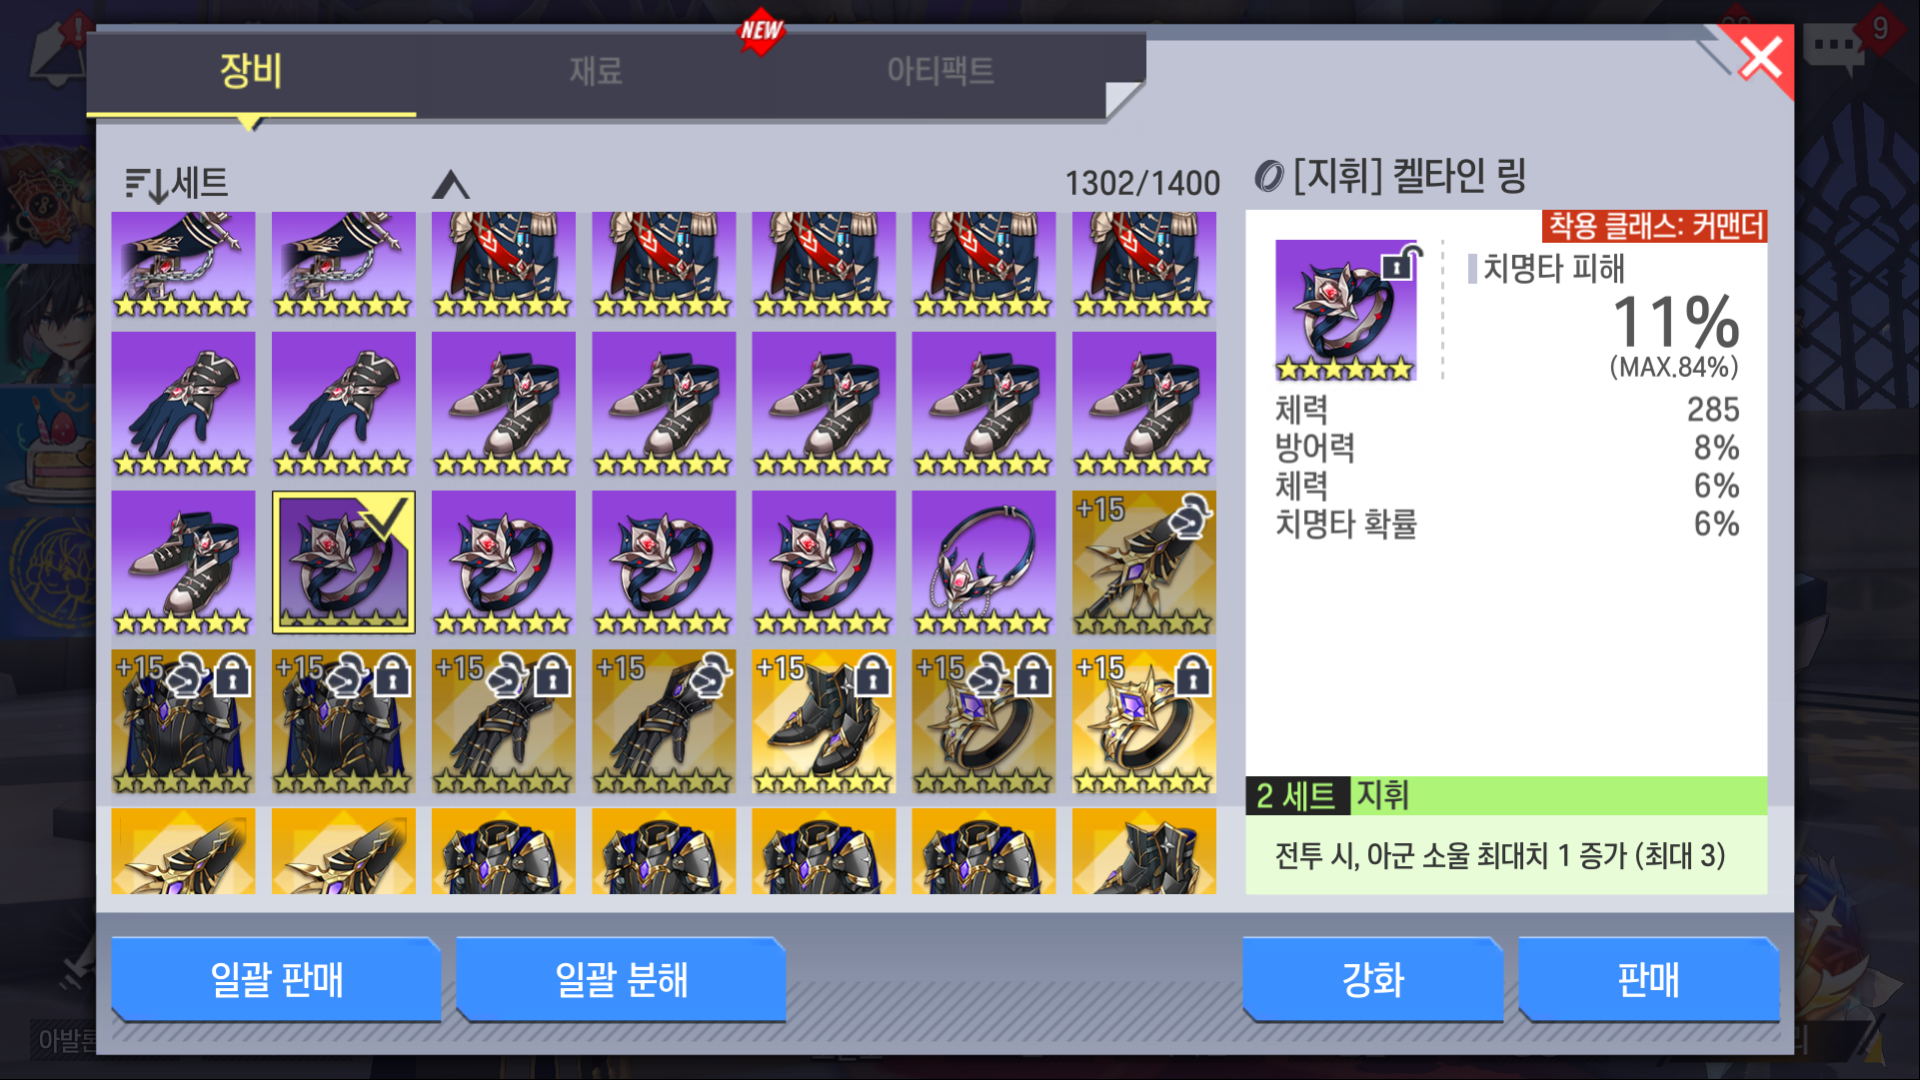 NEW
!
9
장비
재료
아티팩트
세트
1302/1400
[지휘] 켈타인 링
착용 클래스: 커맨더
치명타 피해
11%
(MAX.84%)
체력 285
방어력 8%
체력 6%
치명타 확률 6%
+15
+15
+15
+15
+15
+15
+15
+15
2 세트 지휘
전투 시, 아군 소울 최대치 1 증가 (최대 3)
일괄 판매
일괄 분해
강화
판매
아발론